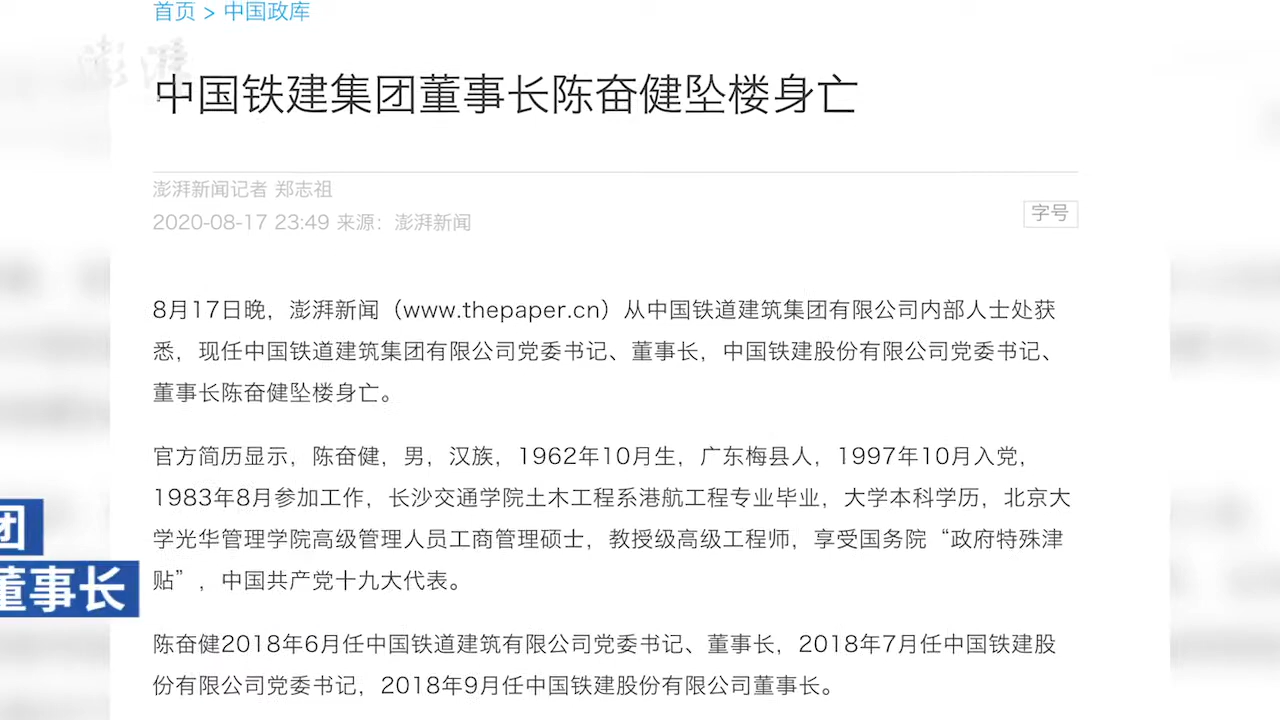 首页 > 中国政库
澎湃
中国铁建集团董事长陈奋健坠楼身亡
澎湃新闻记者 郑志祖
2020-08-17 23:49 来源：澎湃新闻
字号
8月17日晚，澎湃新闻（www.thepaper.cn）从中国铁道建筑集团有限公司内部人士处获
悉，现任中国铁道建筑集团有限公司党委书记、董事长，中国铁建股份有限公司党委书记、
董事长陈奋健坠楼身亡。
官方简历显示，陈奋健，男，汉族，1962年10月生，广东梅县人，1997年10月入党，
1983年8月参加工作，长沙交通学院土木工程系港航工程专业毕业，大学本科学历，北京大
学光华管理学院高级管理人员工商管理硕士，教授级高级工程师，享受国务院“政府特殊津
贴”，中国共产党十九大代表。
团
董事长
陈奋健2018年6月任中国铁道建筑有限公司党委书记、董事长，2018年7月任中国铁建股
份有限公司党委书记，2018年9月任中国铁建股份有限公司董事长。